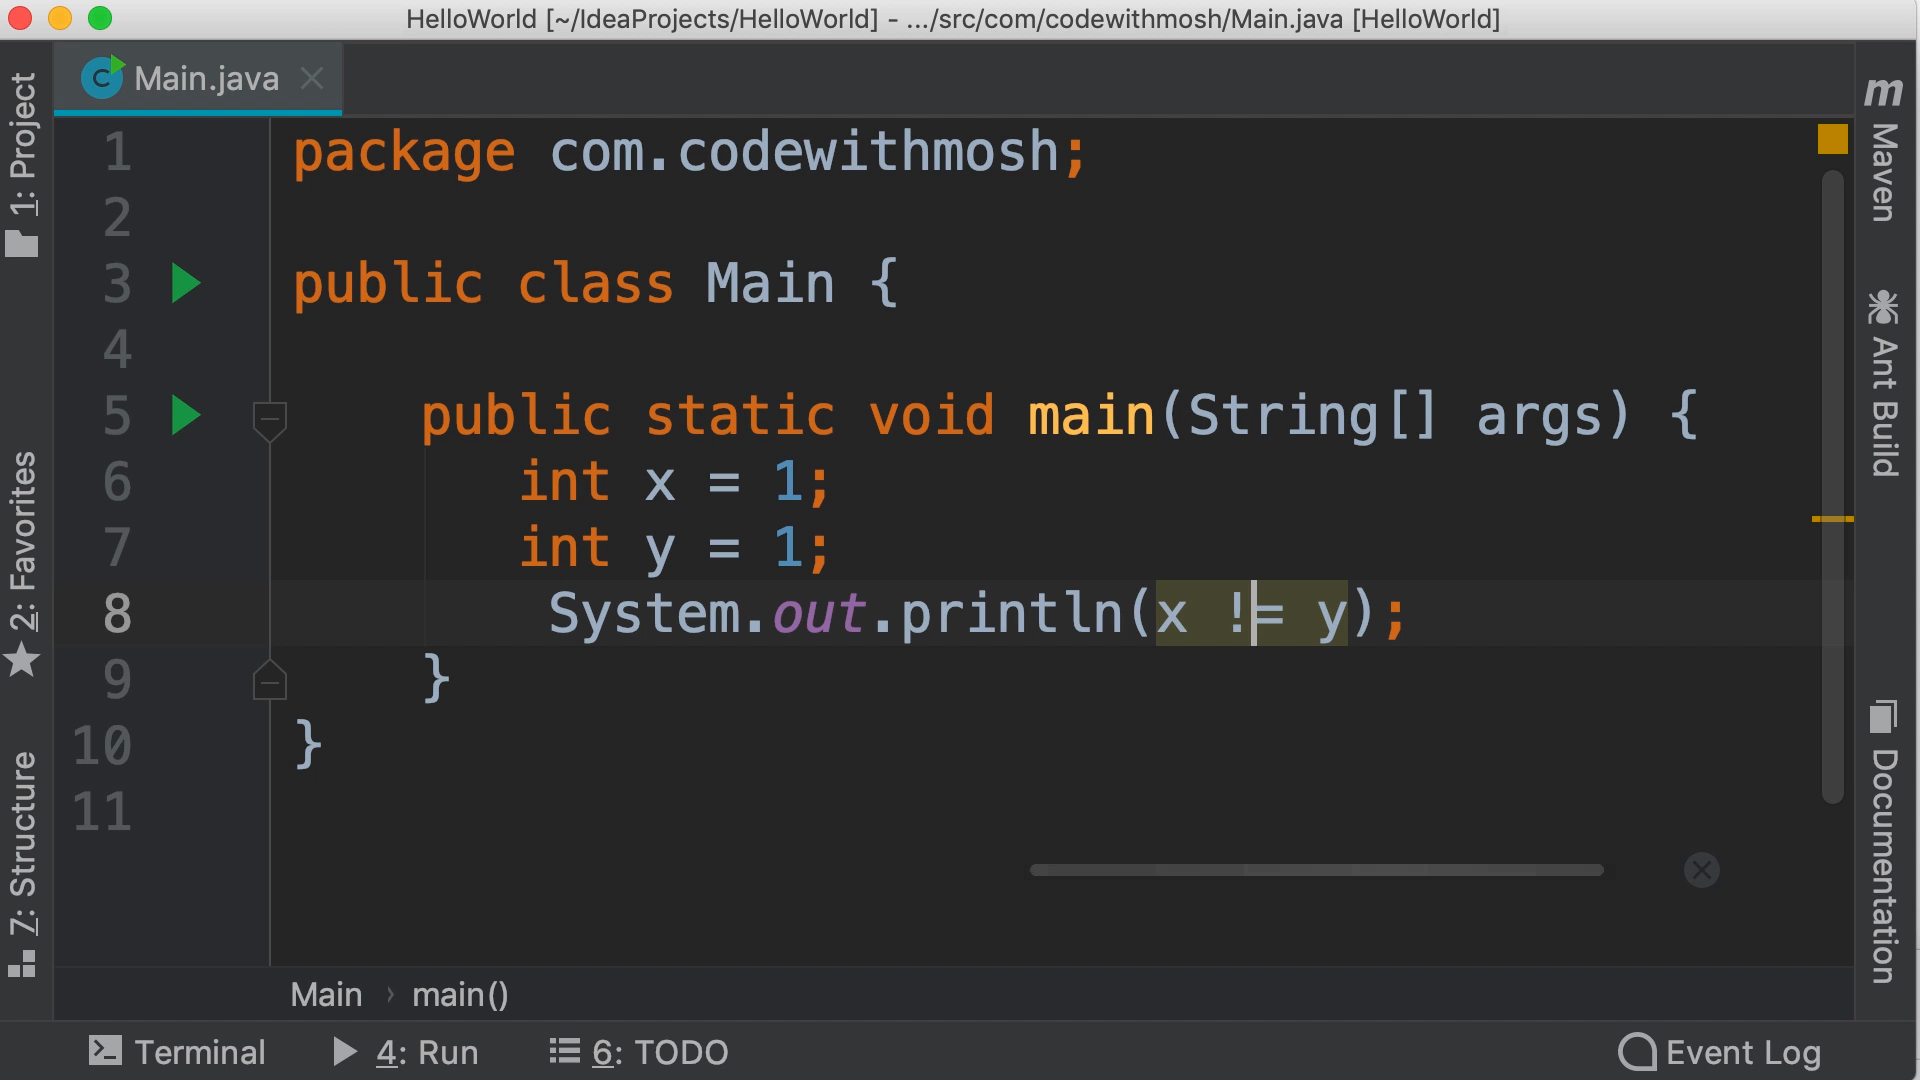 HelloWorld [~/IdeaProjects/HelloWorld] - .../src/com/codewithmosh/Main.java [HelloWorld]
Main.java
1 package com.codewithmosh;
2
3 public class Main {
4
5 public static void main(String[] args) {
6 int x = 1;
7 int y = 1;
8 System.out.println(x != y);
9 }
10 }
11
Main › main()
1: Project
2: Favorites
7: Structure
m Maven
Ant Build
Documentation
Terminal 4: Run 6: TODO Event Log